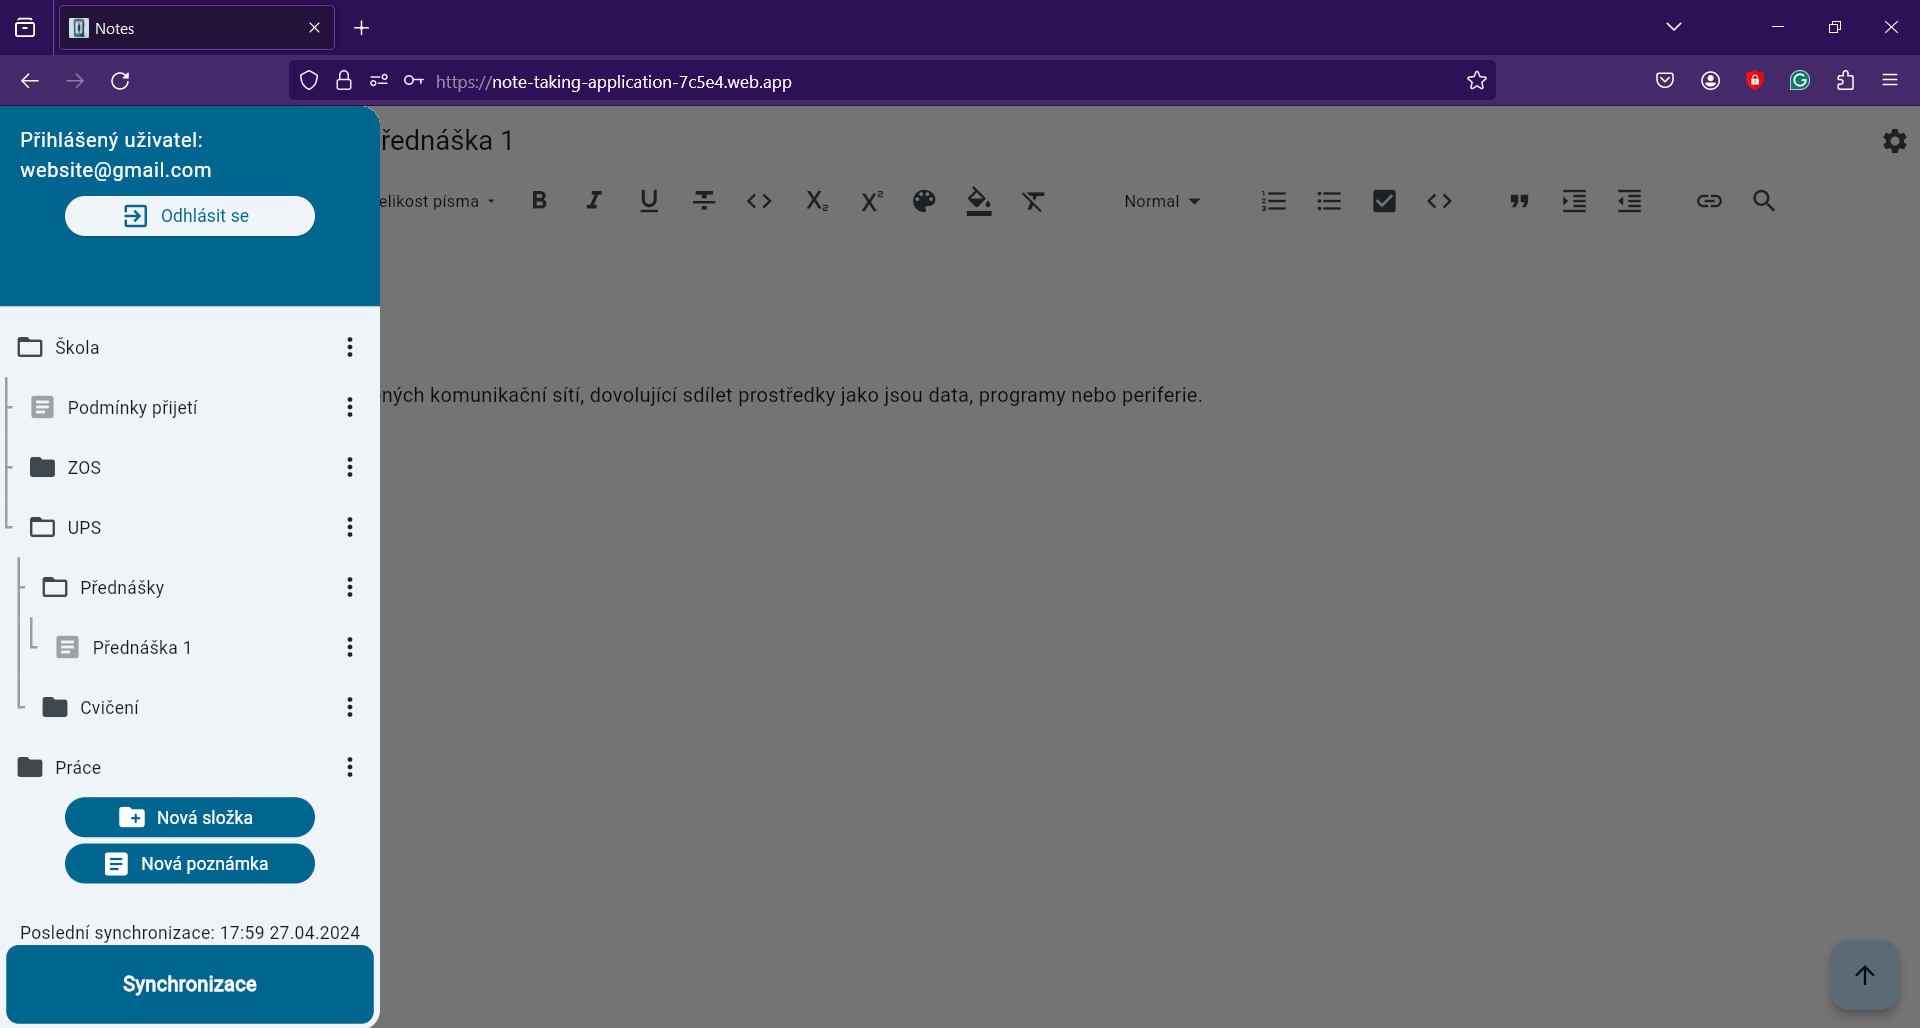 Notes
https://note-taking-application-7c5e4.web.app
Přihlášený uživatel:
website@gmail.com
Odhlásit se
řednáška 1
elikost písma
Normal
ných komunikační sítí, dovolující sdílet prostředky jako jsou data, programy nebo periferie.
Škola
Podmínky přijetí
ZOS
UPS
Přednášky
Přednáška 1
Cvičení
Práce
Nová složka
Nová poznámka
Poslední synchronizace: 17:59 27.04.2024
Synchronizace